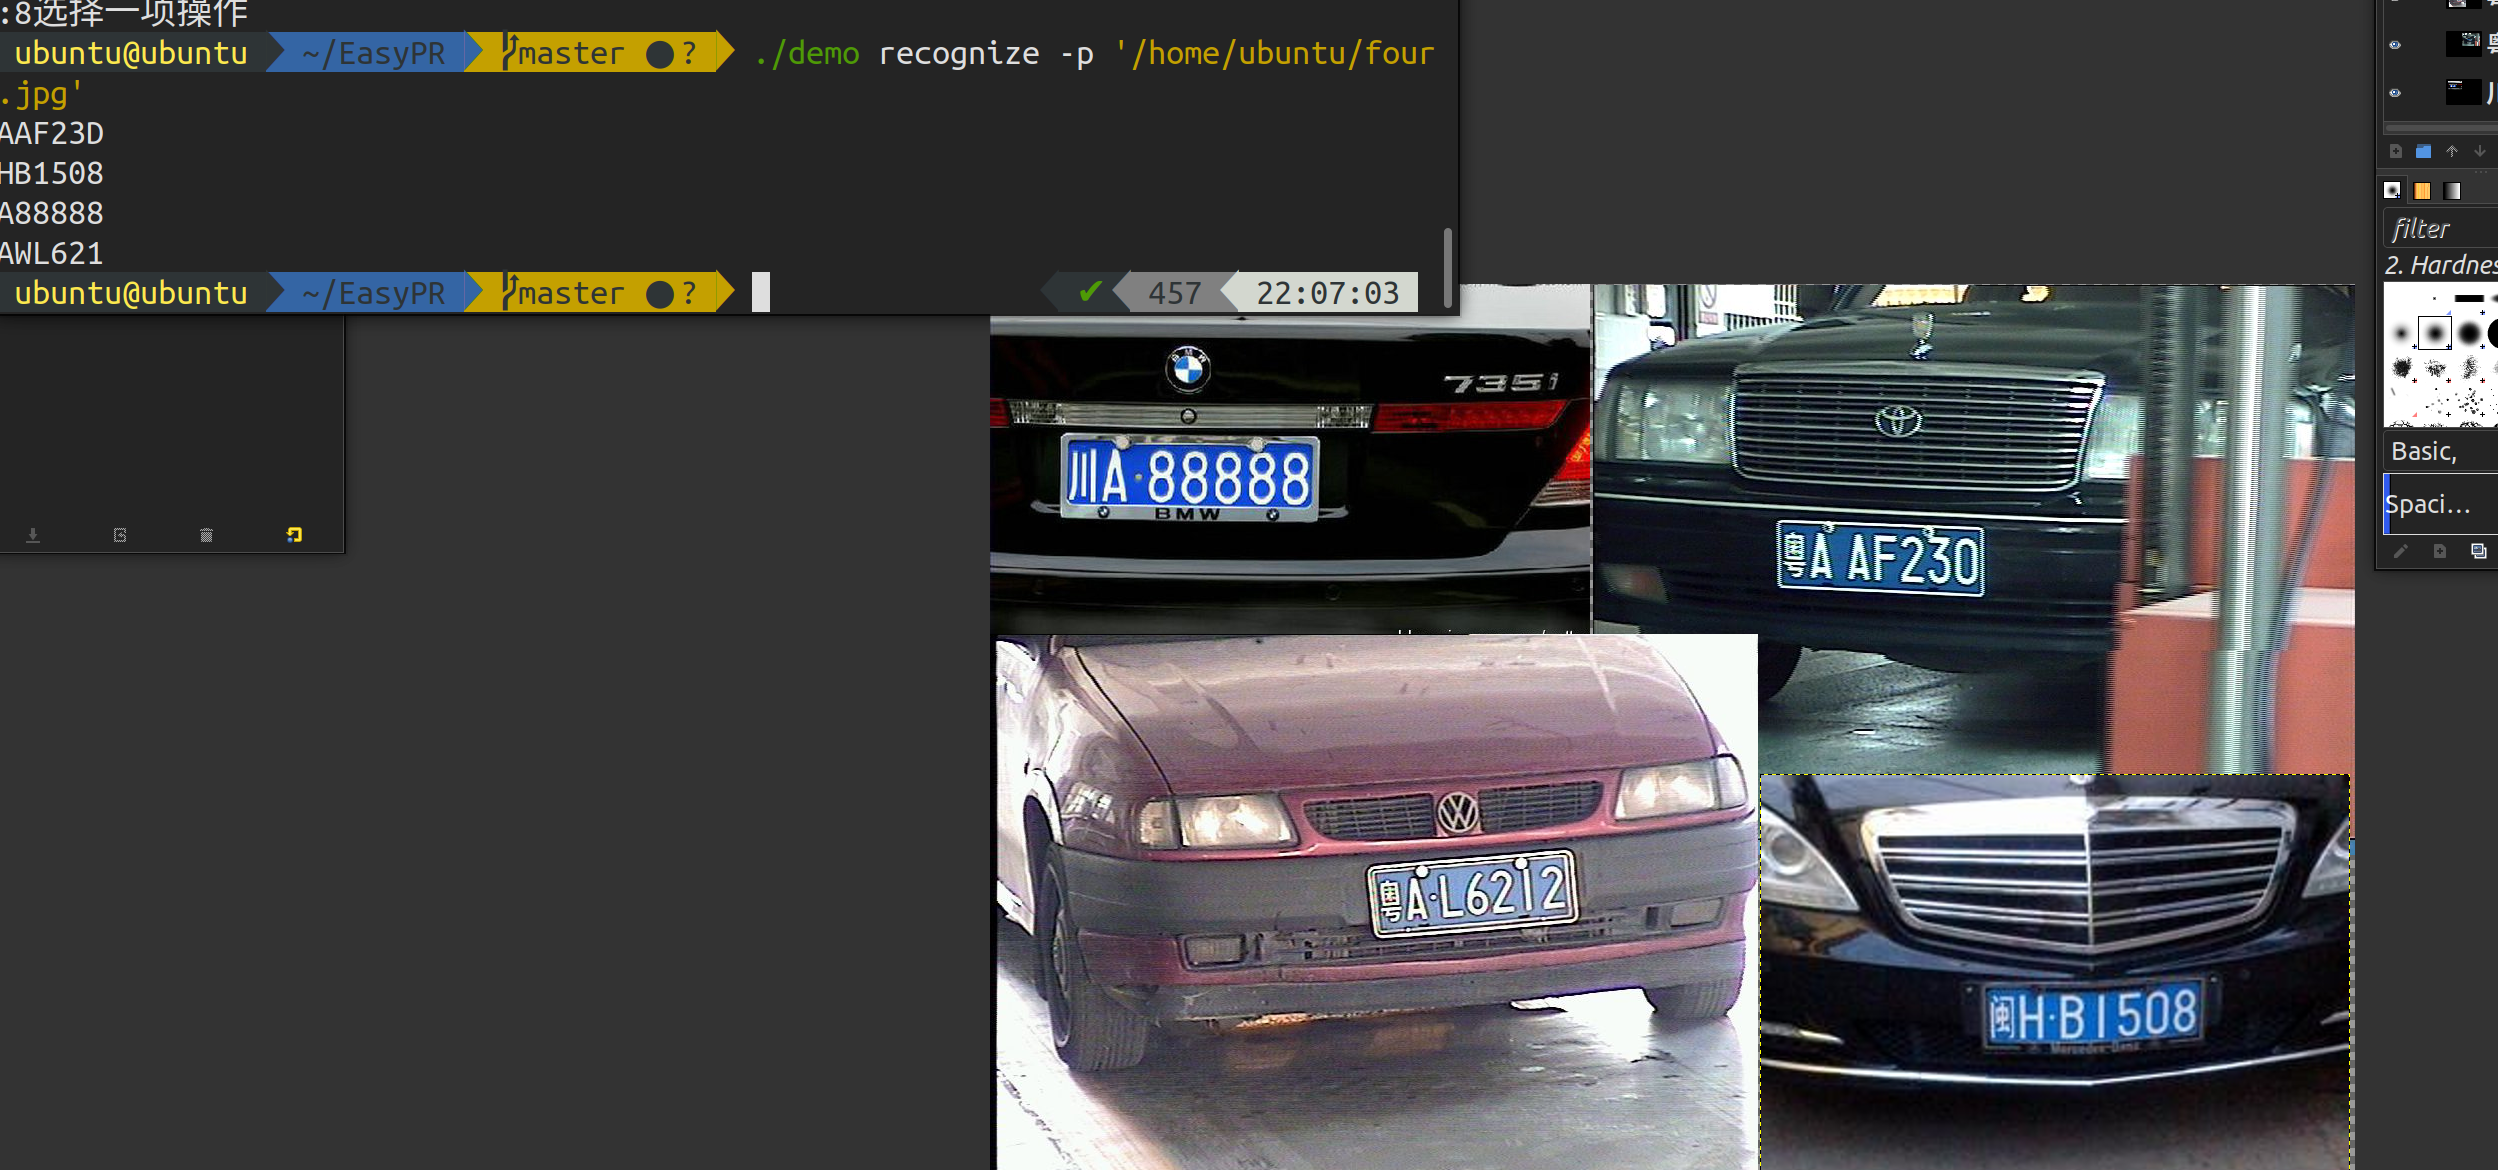 :8选择一项操作
ubuntu@ubuntu ~/EasyPR master ● ? ./demo recognize -p '/home/ubuntu/four
.jpg'
AAF23D
HB1508
A88888
AWL621
ubuntu@ubuntu ~/EasyPR master ● ? ✔ 457 22:07:03
filter
2. Hardnes
Basic,
Spaci…
BMW
735i
川A·88888
BMW
粤A AF230
粤A·L6212
闽H·B1508